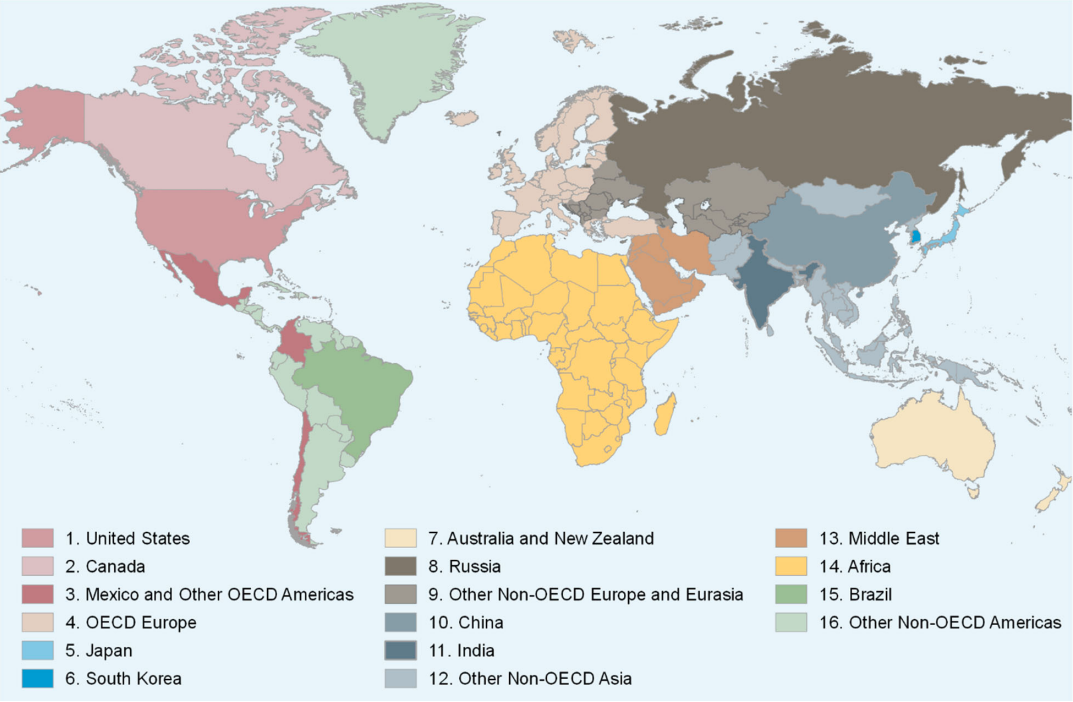 1. United States
2. Canada
3. Mexico and Other OECD Americas
4. OECD Europe
5. Japan
6. South Korea
7. Australia and New Zealand
8. Russia
9. Other Non-OECD Europe and Eurasia
10. China
11. India
12. Other Non-OECD Asia
13. Middle East
14. Africa
15. Brazil
16. Other Non-OECD Americas